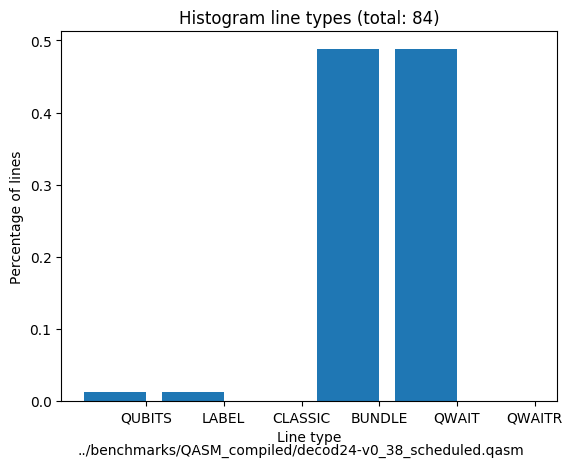 Histogram line types (total: 84)
Percentage of lines
0.5
0.4
0.3
0.2
0.1
0.0
QUBITS LABEL CLASSIC BUNDLE QWAIT QWAITR
Line type
../benchmarks/QASM_compiled/decod24-v0_38_scheduled.qasm